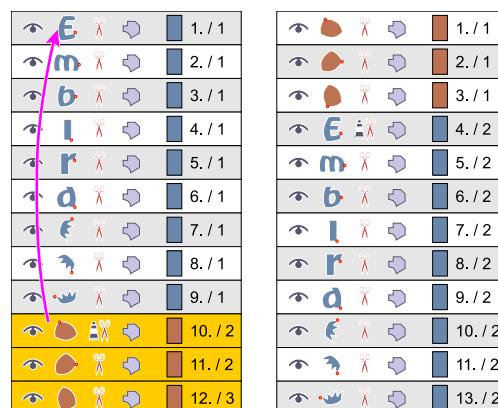 E 1. / 1
m 2. / 1
b 3. / 1
l 4. / 1
r 5. / 1
a 6. / 1
7. / 1
8. / 1
9. / 1
10. / 2
11. / 2
12. / 3
1. / 1
2. / 1
3. / 1
E 4. / 2
m 5. / 2
b 6. / 2
l 7. / 2
r 8. / 2
a 9. / 2
10. / 2
11. / 2
13. / 2